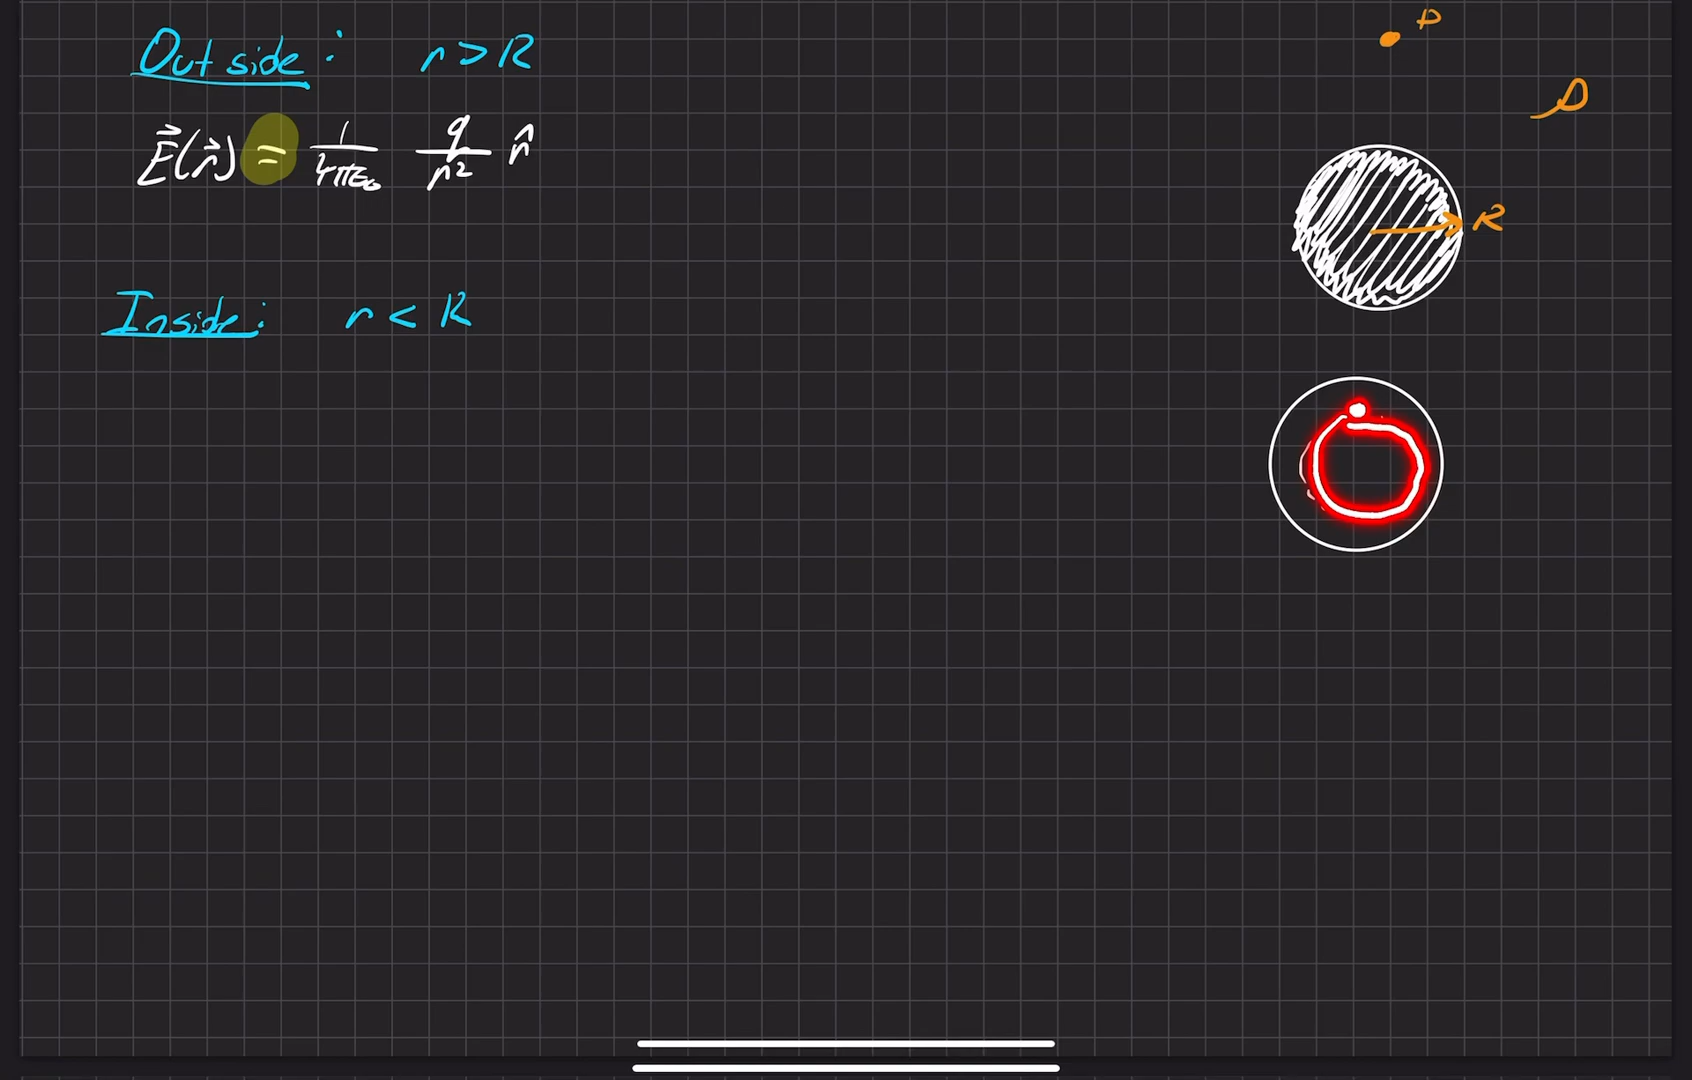 Outside: r > R
P
E⃗(r⃗) = 1/4πε₀ q/r² r̂
R
Inside: r < R